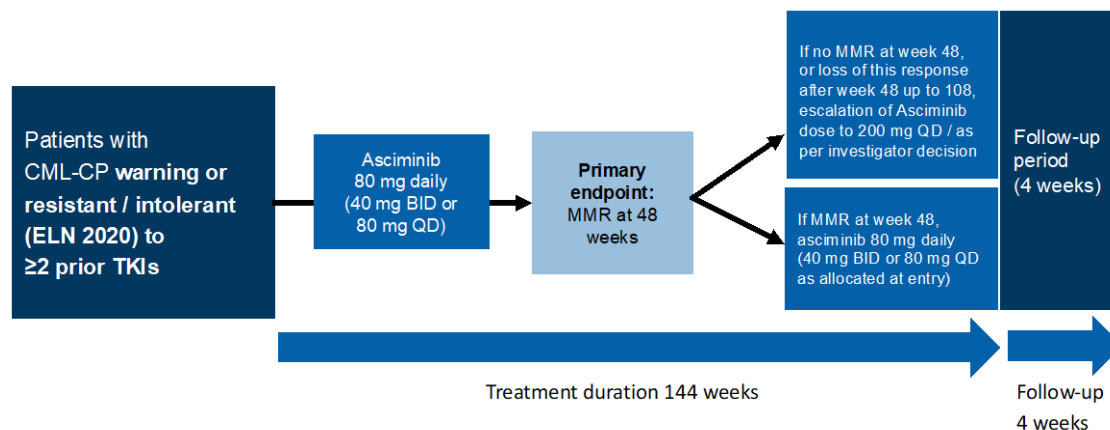 Patients with
CML-CP warning or
resistant / intolerant
(ELN 2020) to
≥2 prior TKIs
Asciminib
80 mg daily
(40 mg BID or
80 mg QD)
Primary
endpoint:
MMR at 48
weeks
If no MMR at week 48,
or loss of this response
after week 48 up to 108,
escalation of Asciminib
dose to 200 mg QD / as
per investigator decision
If MMR at week 48,
asciminib 80 mg daily
(40 mg BID or 80 mg QD
as allocated at entry)
Follow-up
period
(4 weeks)
Treatment duration 144 weeks
Follow-up
4 weeks